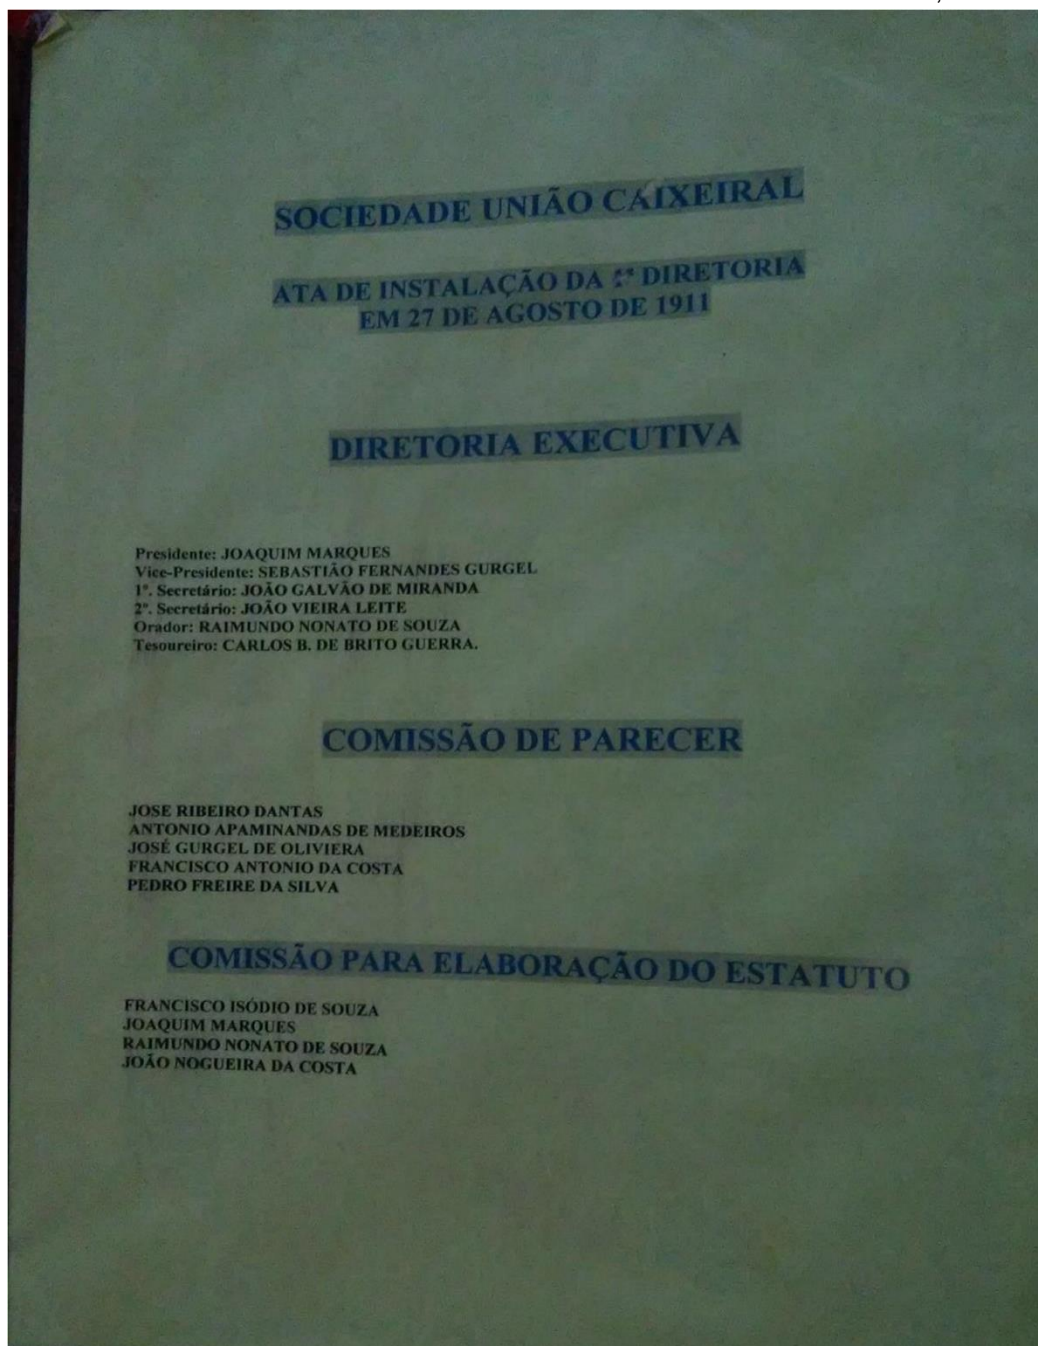 SOCIEDADE UNIÃO CAIXEIRAL
ATA DE INSTALAÇÃO DA DIRETORIA
EM 27 DE AGOSTO DE 1911
DIRETORIA EXECUTIVA
Presidente: JOAQUIM MARQUES
Vice-Presidente: SEBASTIÃO FERNANDES GURGEL
1º. Secretário: JOÃO GALVÃO DE MIRANDA
2º. Secretário: JOÃO VIEIRA LEITE
Orador: RAIMUNDO NONATO DE SOUZA
Tesoureiro: CARLOS B. DE BRITO GUERRA.
COMISSÃO DE PARECER
JOSE RIBEIRO DANTAS
ANTONIO APAMINANDAS DE MEDEIROS
JOSÉ GURGEL DE OLIVIERA
FRANCISCO ANTONIO DA COSTA
PEDRO FREIRE DA SILVA
COMISSÃO PARA ELABORAÇÃO DO ESTATUTO
FRANCISCO ISÓDIO DE SOUZA
JOAQUIM MARQUES
RAIMUNDO NONATO DE SOUZA
JOÃO NOGUEIRA DA COSTA